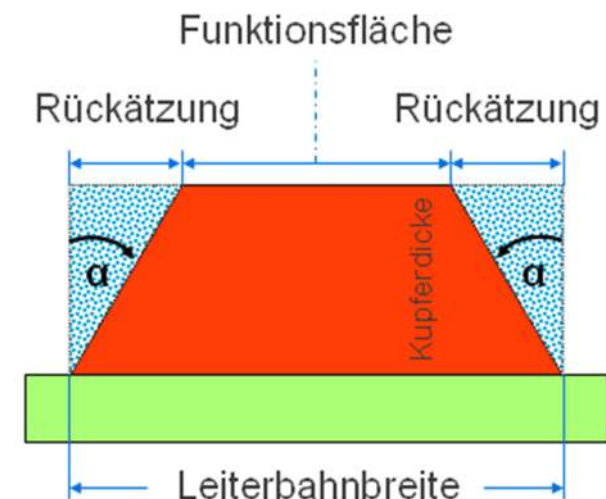 Funktionsfläche
Rückätzung Rückätzung
α α
Kupferdicke
Leiterbahnbreite